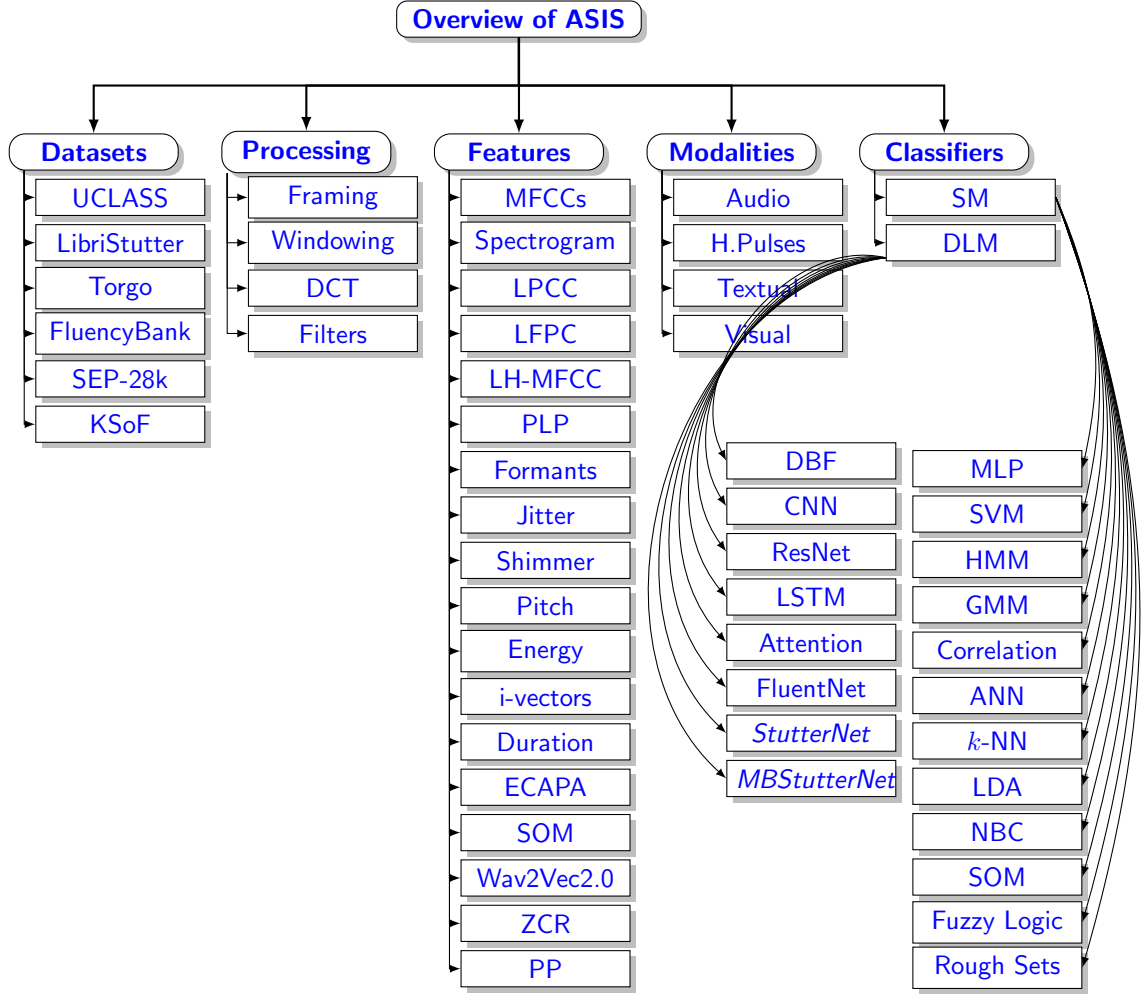 Overview of ASIS
Datasets
UCLASS
LibriStutter
Torgo
FluencyBank
SEP-28k
KSoF
Processing
Framing
Windowing
DCT
Filters
Features
MFCCs
Spectrogram
LPCC
LFPC
LH-MFCC
PLP
Formants
Jitter
Shimmer
Pitch
Energy
i-vectors
Duration
ECAPA
SOM
Wav2Vec2.0
ZCR
PP
Modalities
Audio
H.Pulses
Textual
Visual
Classifiers
SM
DLM
DBF
CNN
ResNet
LSTM
Attention
FluentNet
StutterNet
MBStutterNet
MLP
SVM
HMM
GMM
Correlation
ANN
k-NN
LDA
NBC
SOM
Fuzzy Logic
Rough Sets